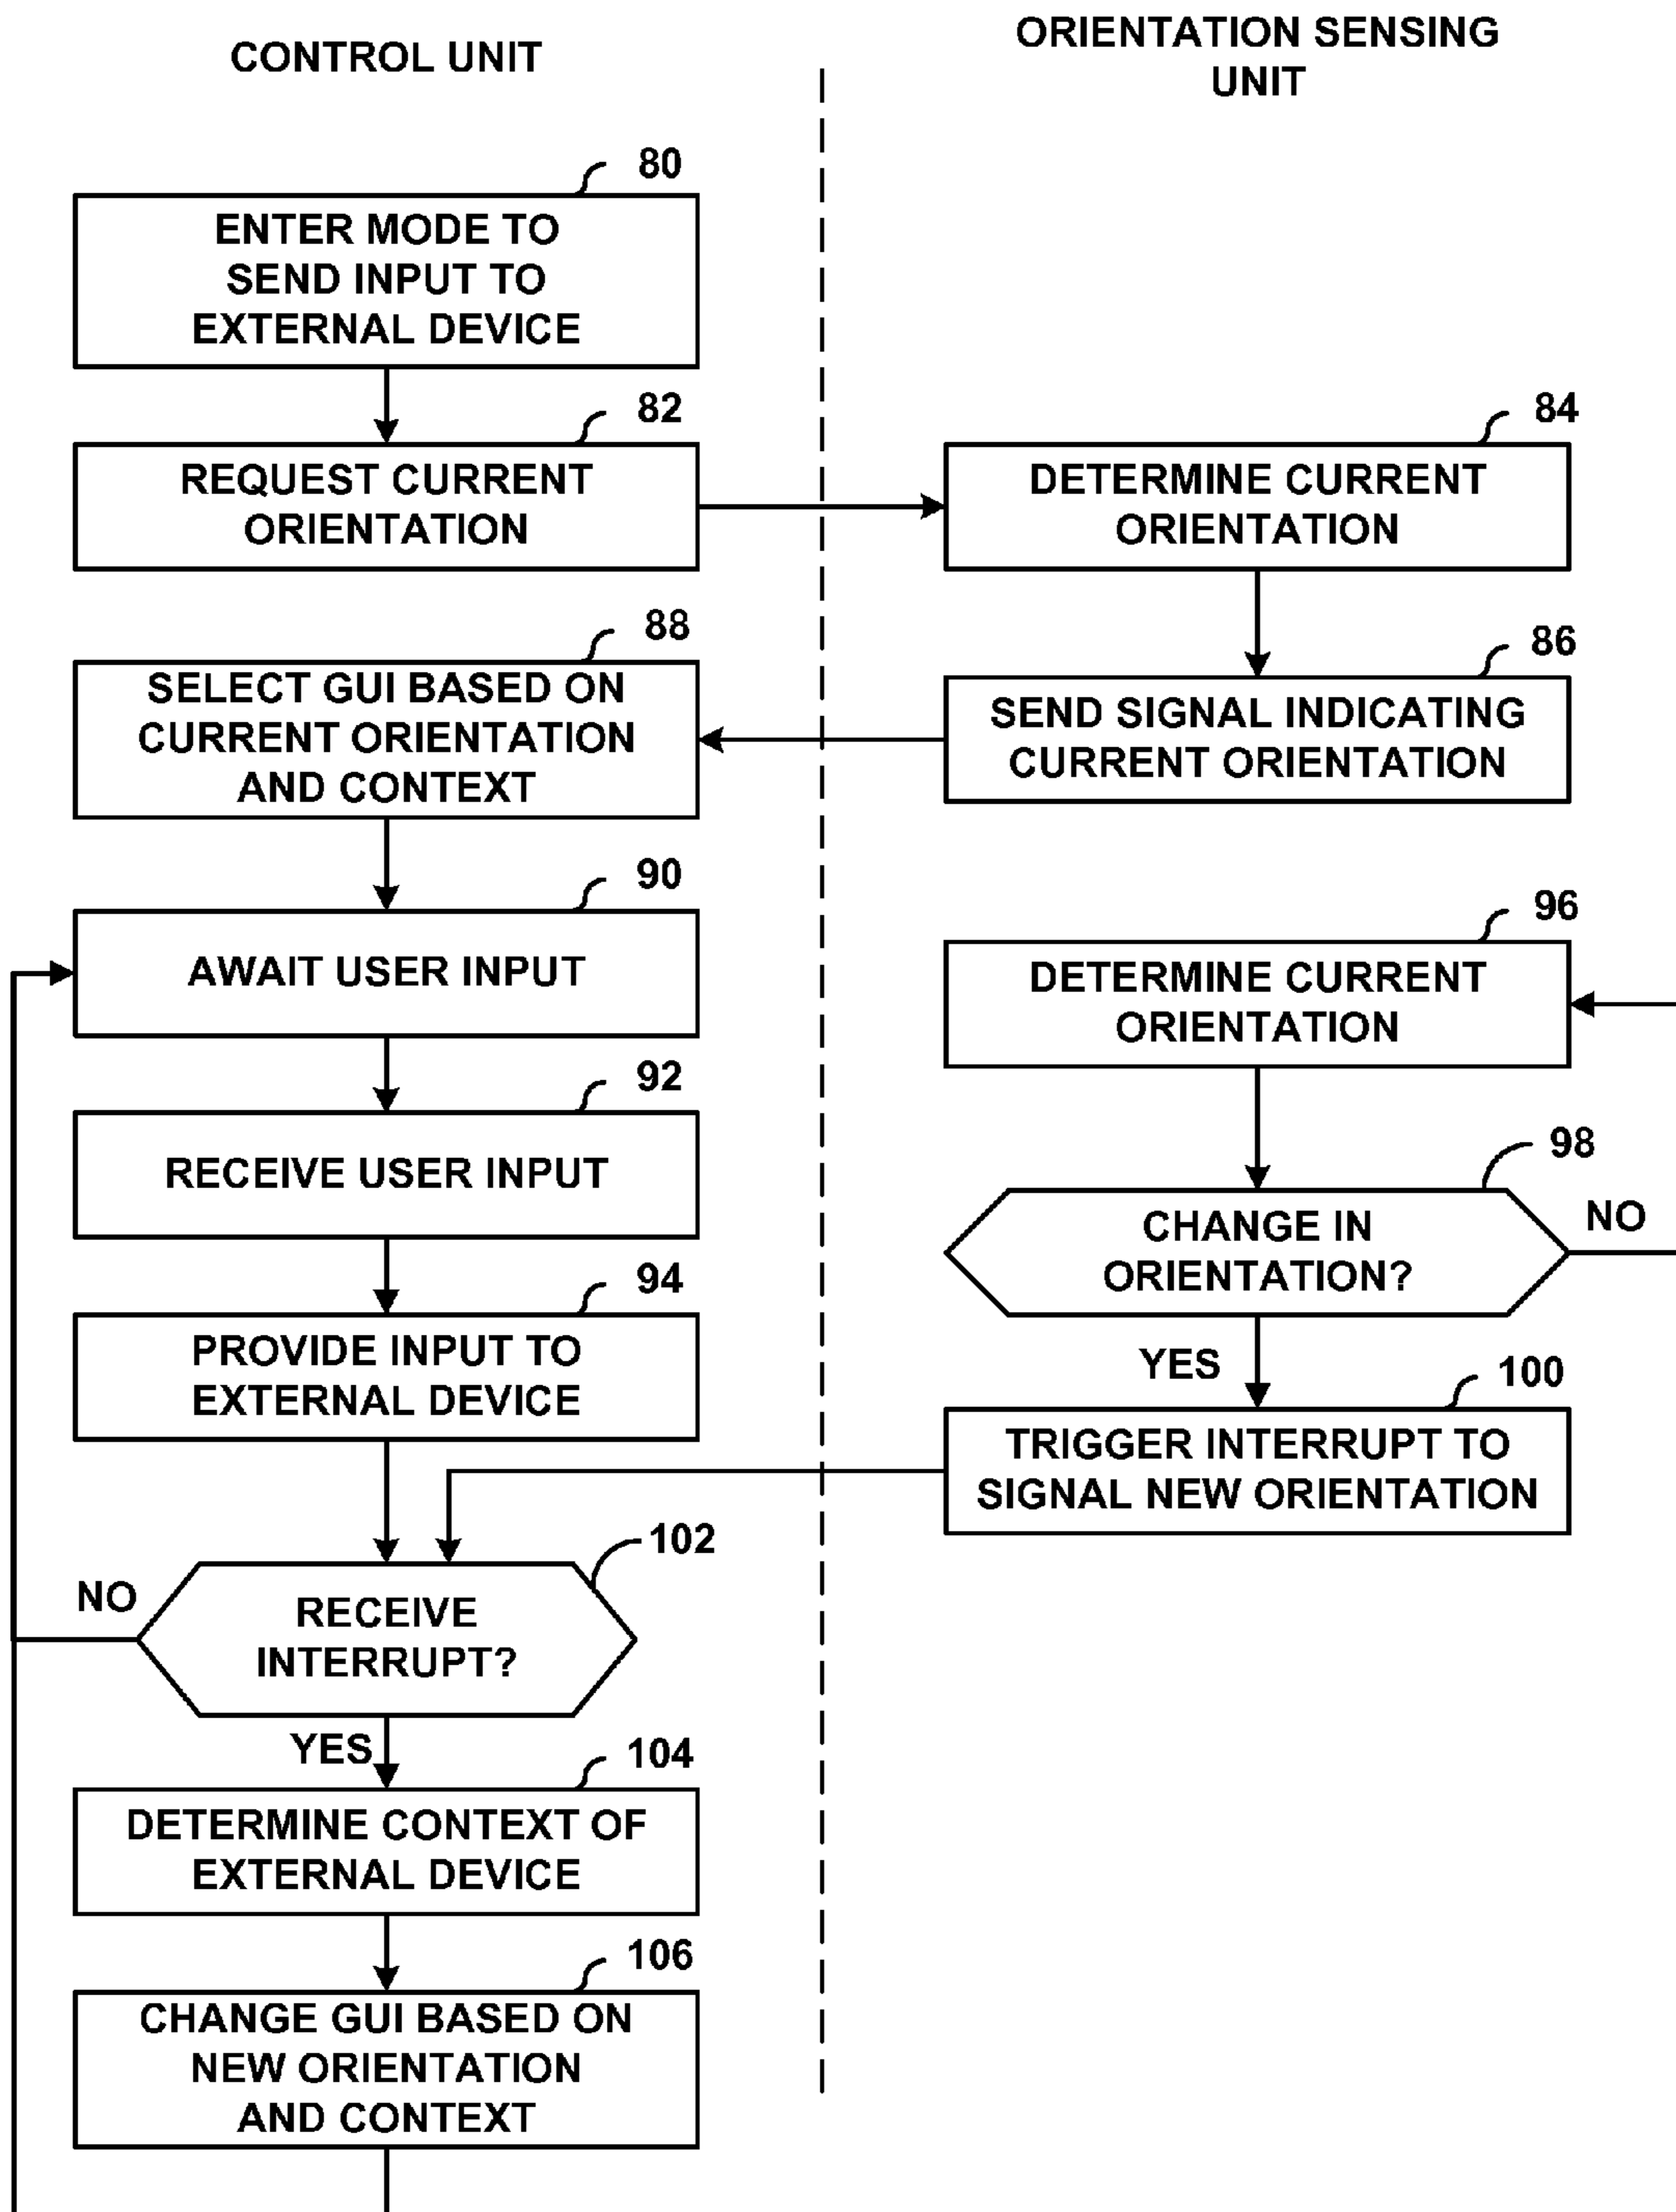 CONTROL UNIT
ORIENTATION SENSING
UNIT
80
ENTER MODE TO
SEND INPUT TO
EXTERNAL DEVICE
82
REQUEST CURRENT
ORIENTATION
84
DETERMINE CURRENT
ORIENTATION
86
SEND SIGNAL INDICATING
CURRENT ORIENTATION
88
SELECT GUI BASED ON
CURRENT ORIENTATION
AND CONTEXT
90
AWAIT USER INPUT
92
RECEIVE USER INPUT
94
PROVIDE INPUT TO
EXTERNAL DEVICE
96
DETERMINE CURRENT
ORIENTATION
98
CHANGE IN
ORIENTATION?
NO
YES
100
TRIGGER INTERRUPT TO
SIGNAL NEW ORIENTATION
102
RECEIVE
INTERRUPT?
NO
YES
104
DETERMINE CONTEXT OF
EXTERNAL DEVICE
106
CHANGE GUI BASED ON
NEW ORIENTATION
AND CONTEXT